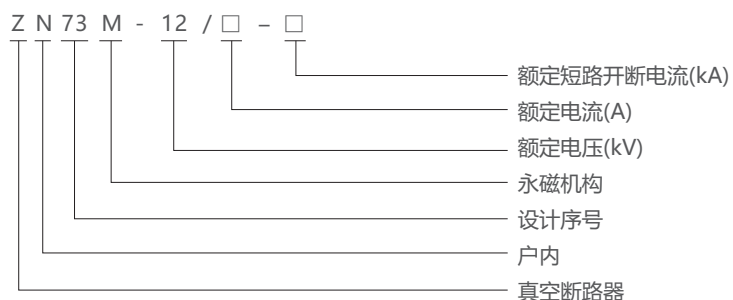 Z N 73 M - 12 / □ – □
额定短路开断电流(kA)
额定电流(A)
额定电压(kV)
永磁机构
设计序号
户内
真空断路器